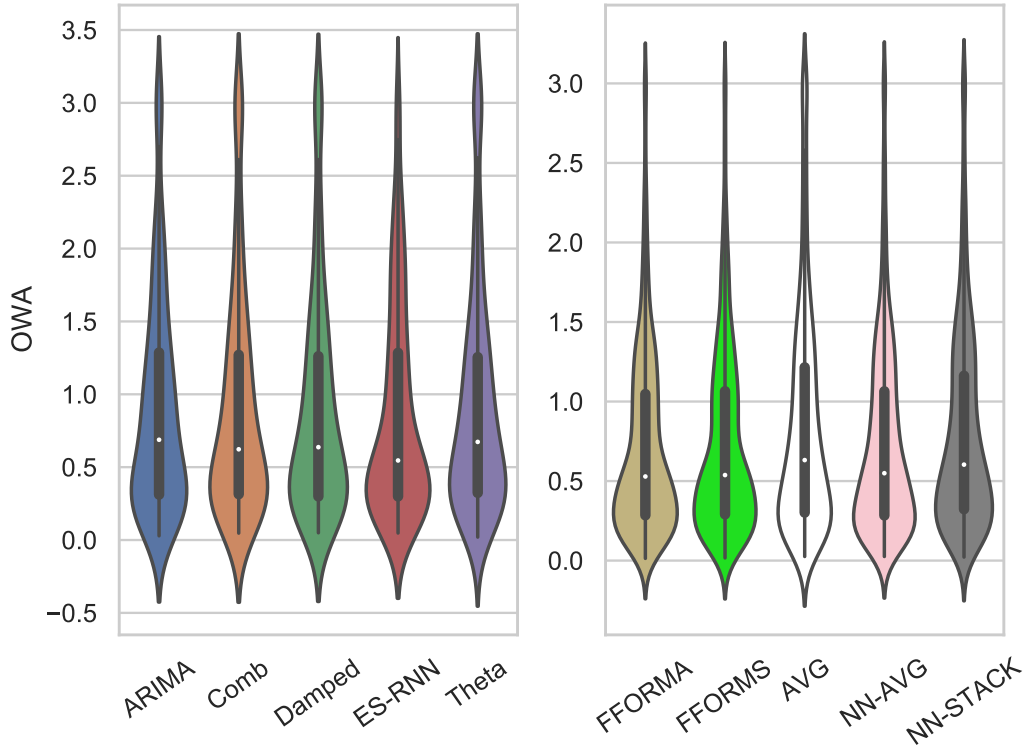 OWA
3.5
3.0
2.5
2.0
1.5
1.0
0.5
0.0
−0.5
ARIMA
Comb
Damped
ES-RNN
Theta
3.0
2.5
2.0
1.5
1.0
0.5
0.0
FFORMA
FFORMS
AVG
NN-AVG
NN-STACK